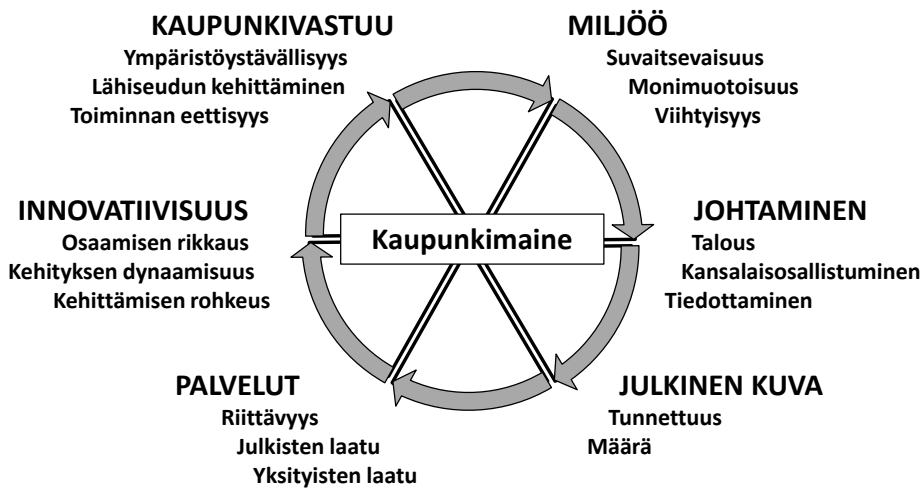 KAUPUNKIVASTUU
Ympäristöystävällisyys
Lähiseudun kehittäminen
Toiminnan eettisyys
MILJÖÖ
Suvaitsevaisuus
Monimuotoisuus
Viihtyisyys
INNOVATIIVISUUS
Osaamisen rikkaus
Kehityksen dynaamisuus
Kehittämisen rohkeus
Kaupunkimaine
JOHTAMINEN
Talous
Kansalaisosallistuminen
Tiedottaminen
PALVELUT
Riittävyys
Julkisten laatu
Yksityisten laatu
JULKINEN KUVA
Tunnettuus
Määrä